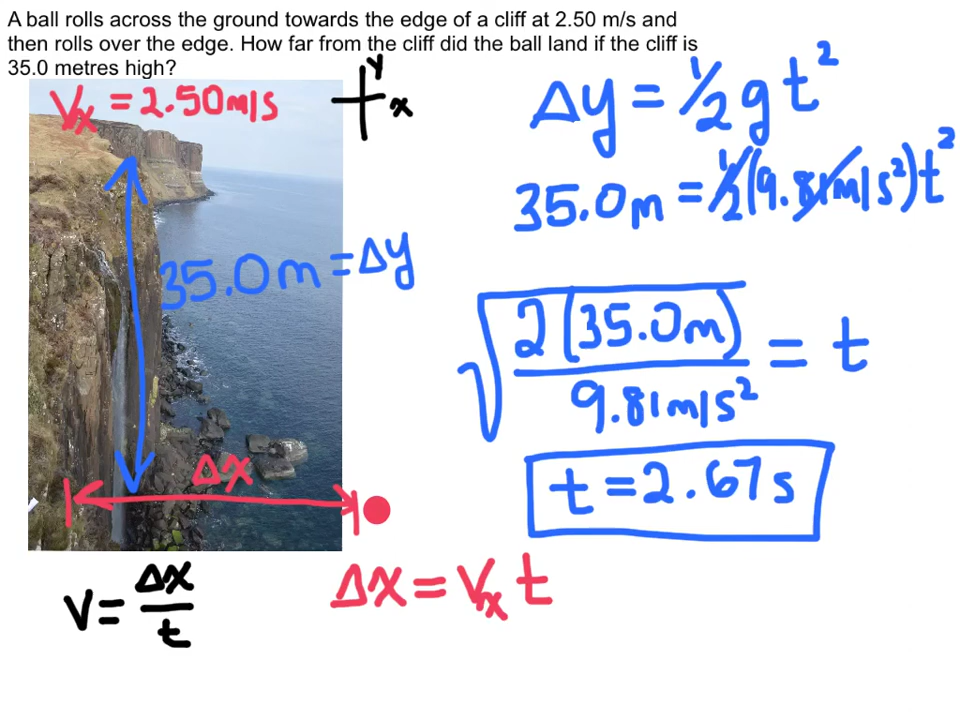 A ball rolls across the ground towards the edge of a cliff at 2.50 m/s and
then rolls over the edge. How far from the cliff did the ball land if the cliff is
35.0 metres high?
Vx = 2.50m/s
y
x
Δy = 1/2 g t²
35.0m = 1/2(9.81m/s²)t²
35.0m = Δy
√(2(35.0m)/9.81m/s²) = t
t = 2.67s
Δx
V = Δx/t
Δx = Vx t